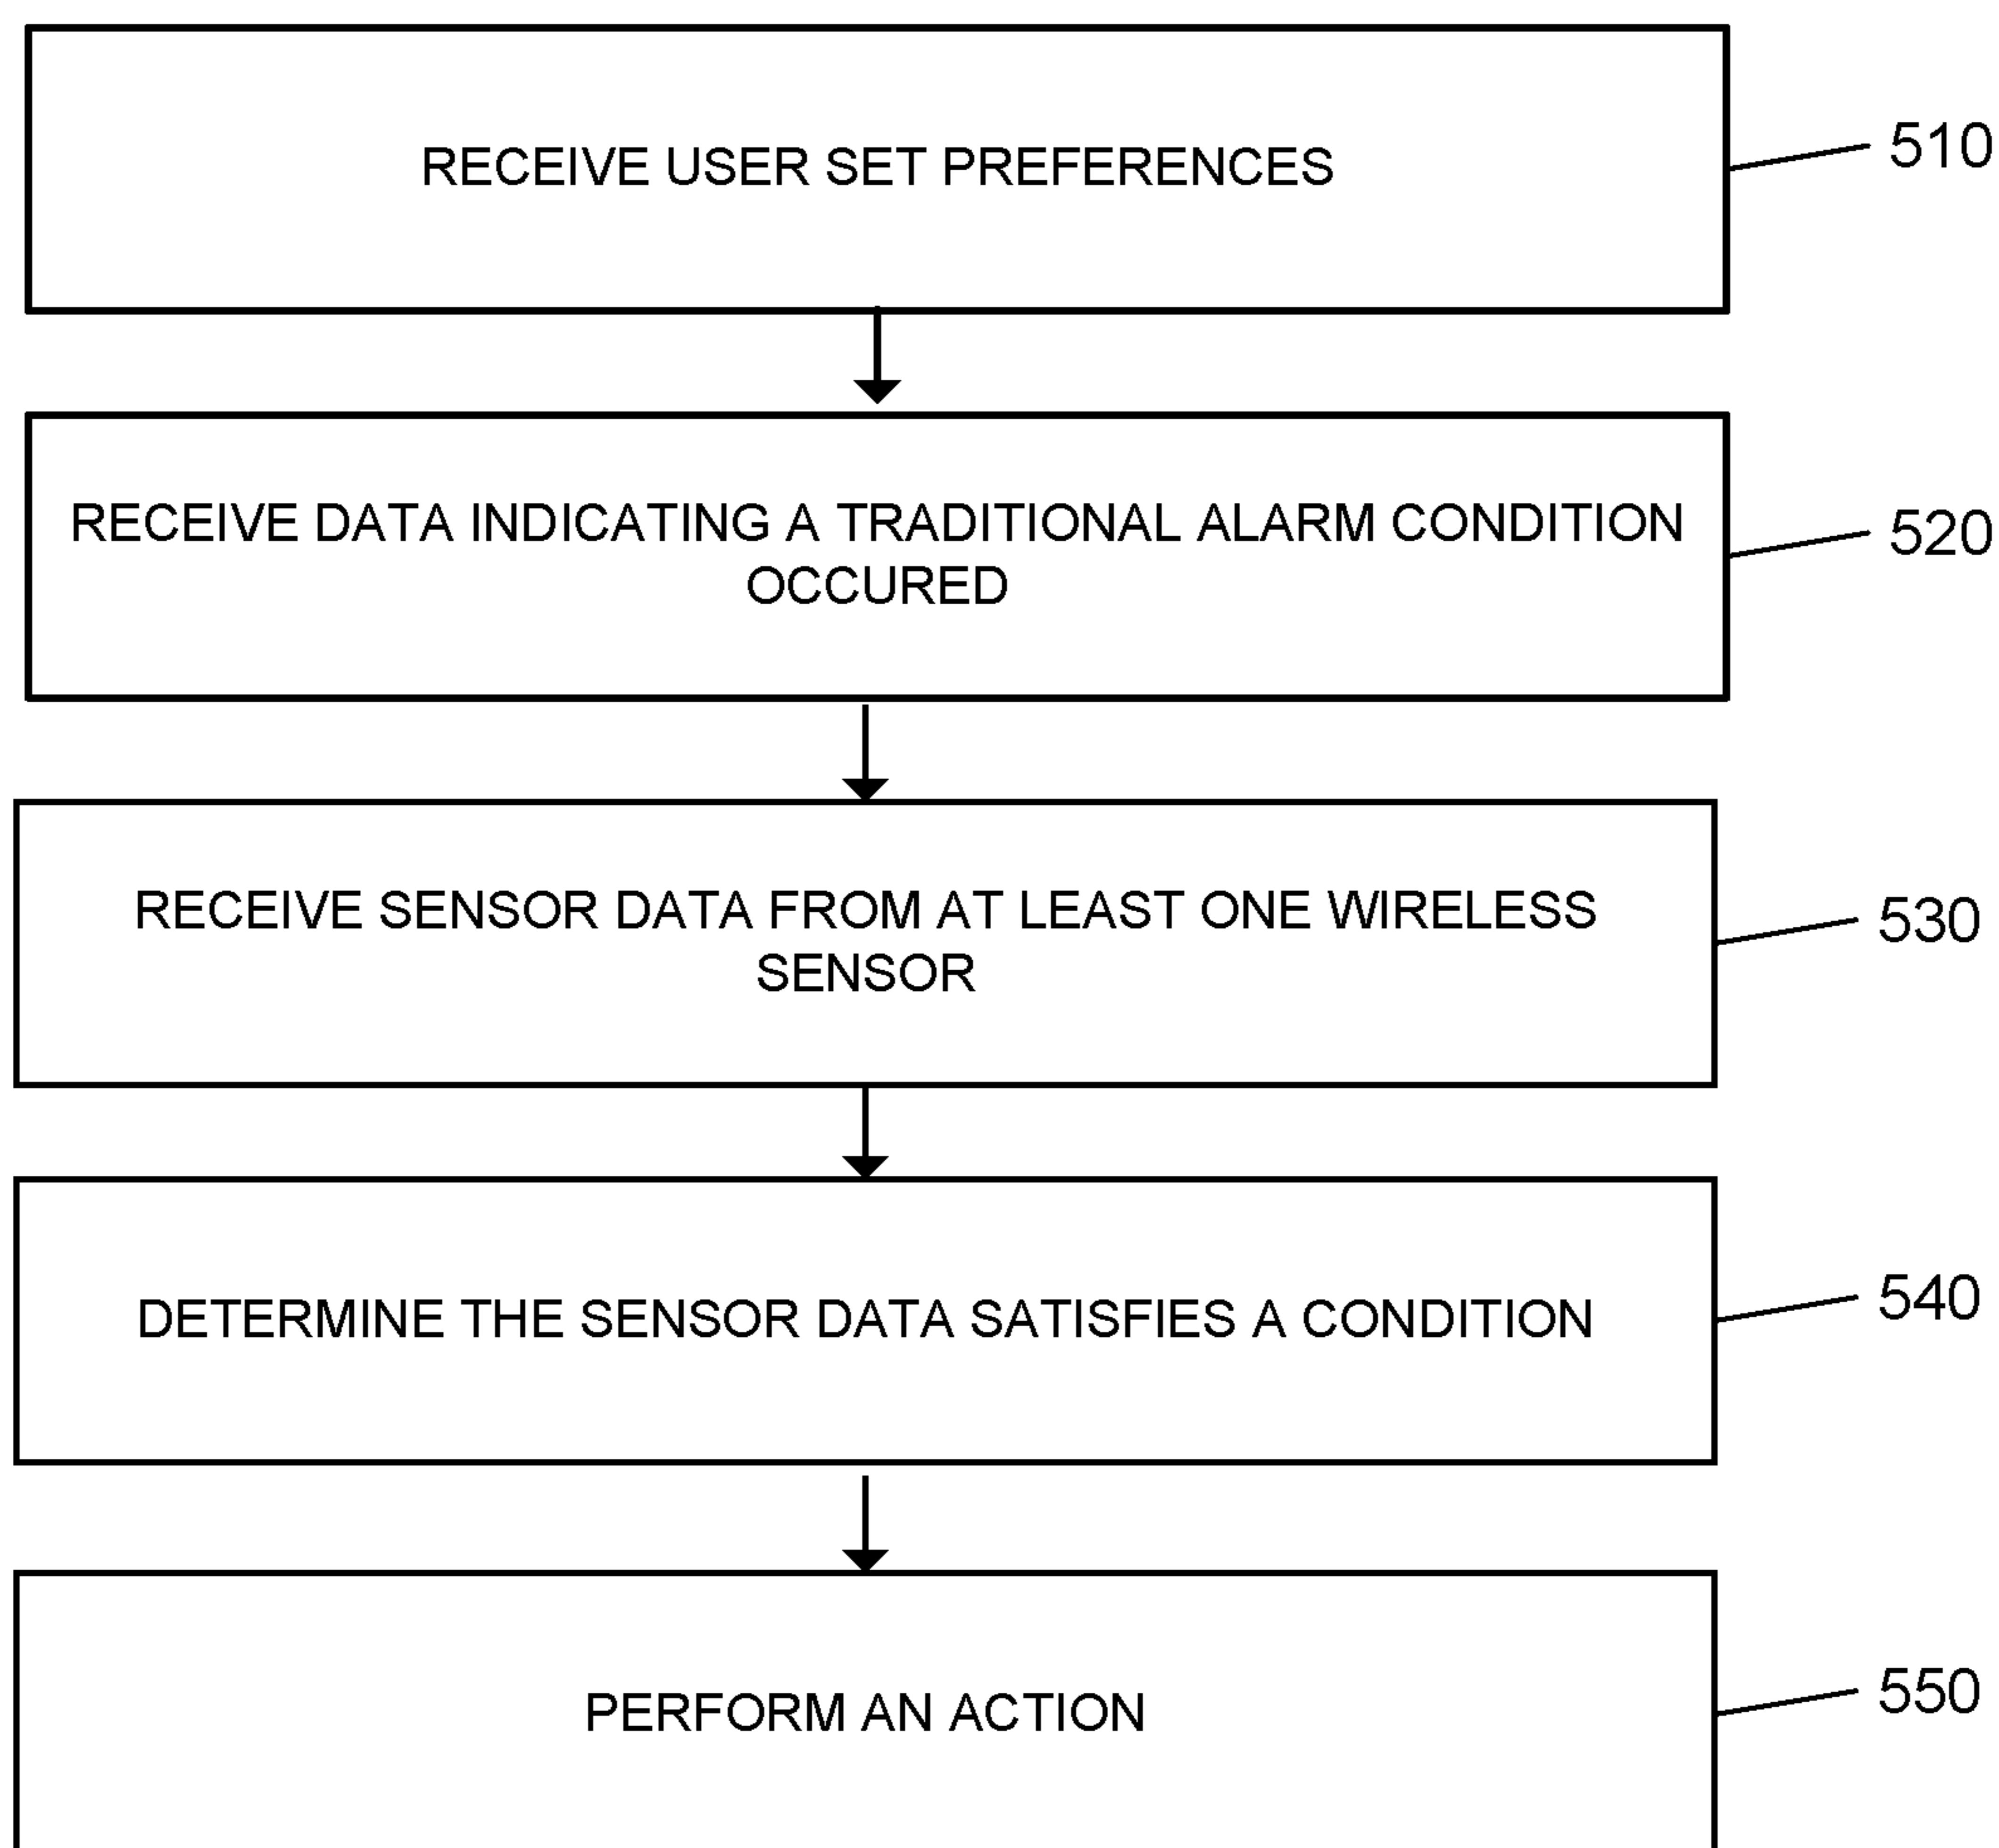 RECEIVE USER SET PREFERENCES
510
RECEIVE DATA INDICATING A TRADITIONAL ALARM CONDITION
OCCURED
520
RECEIVE SENSOR DATA FROM AT LEAST ONE WIRELESS
SENSOR
530
DETERMINE THE SENSOR DATA SATISFIES A CONDITION
540
PERFORM AN ACTION
550